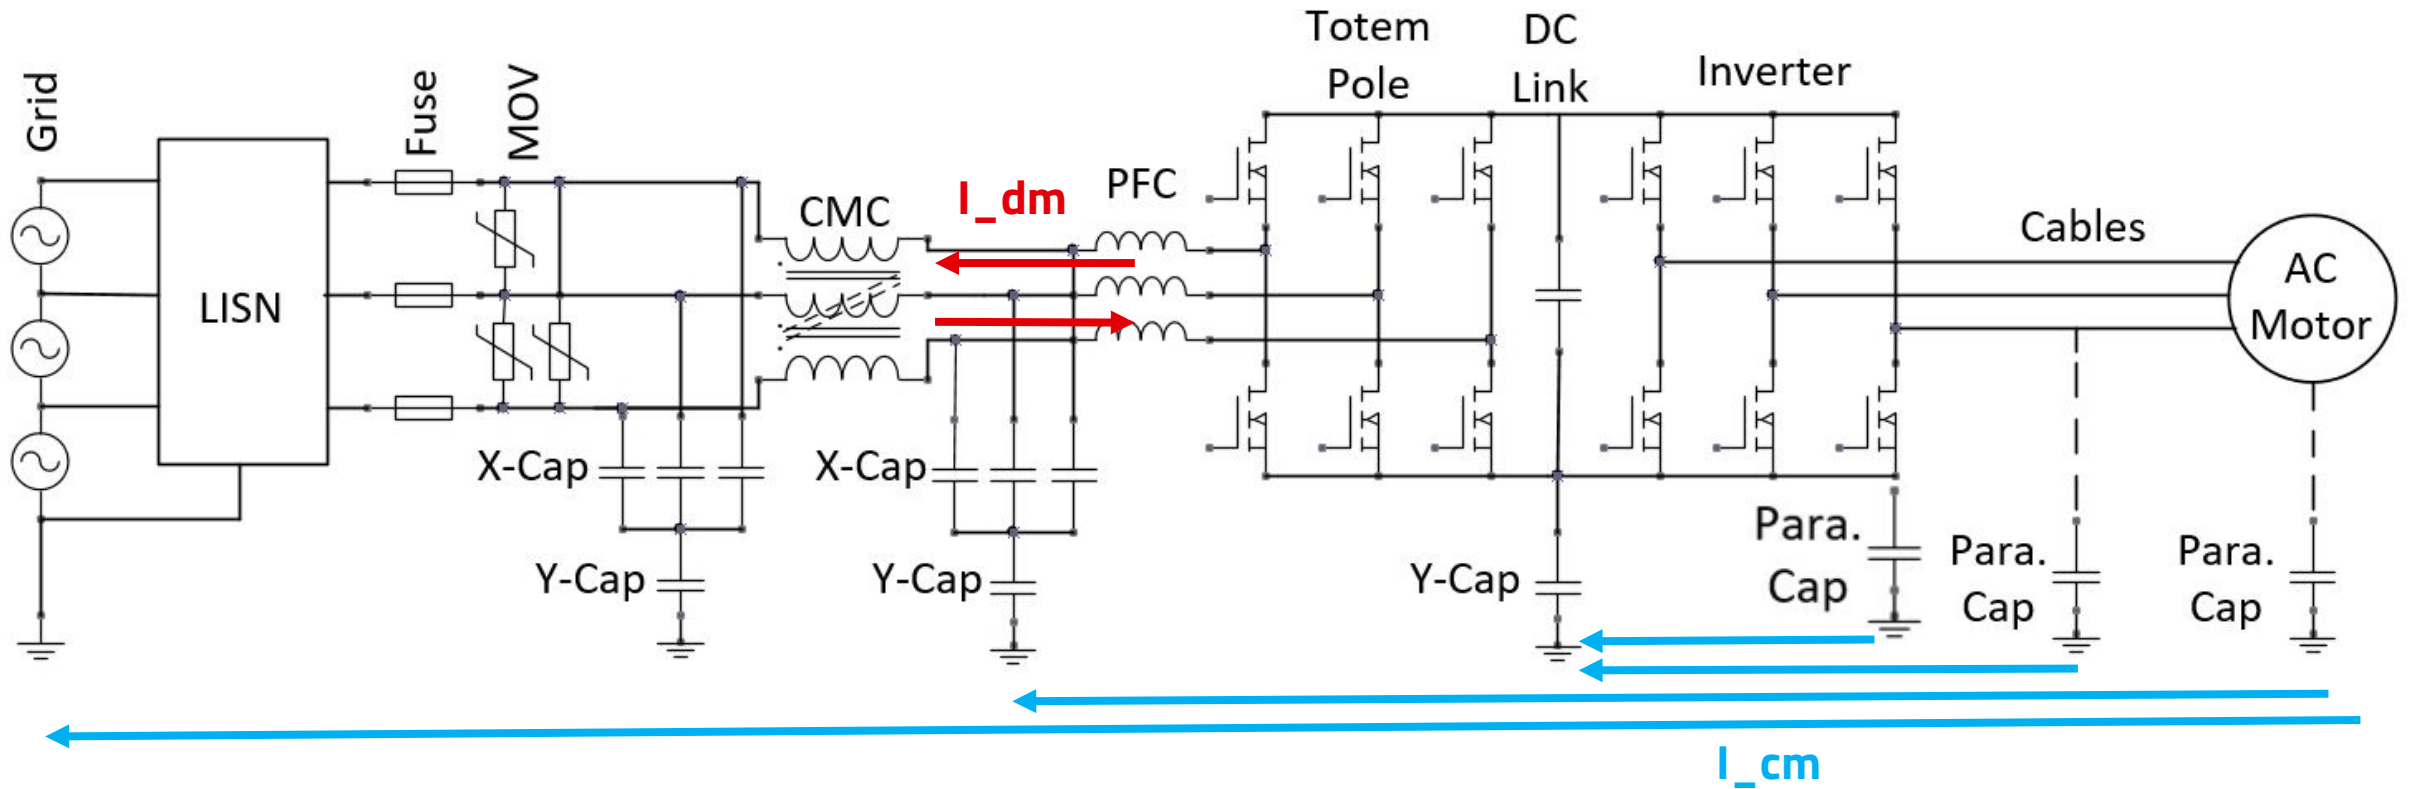 Grid
LISN
Fuse
MOV
X-Cap
Y-Cap
CMC
I_dm
X-Cap
Y-Cap
PFC
Totem
Pole
DC
Link
Y-Cap
Inverter
Para.
Cap
Cables
Para.
Cap
AC
Motor
Para.
Cap
I_cm